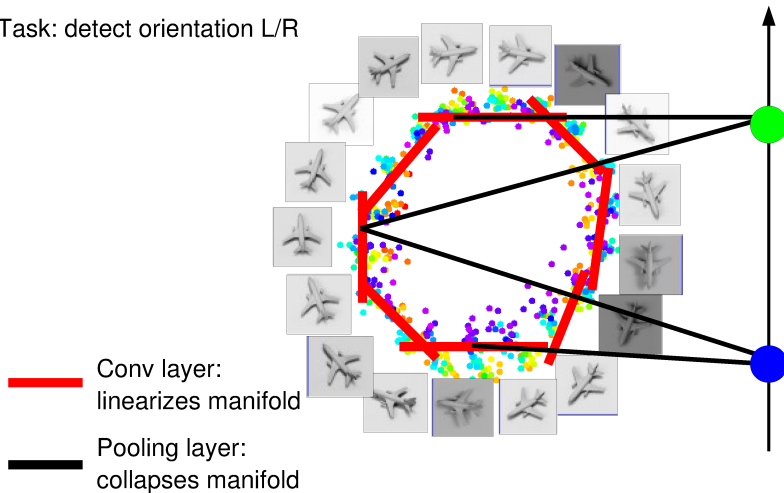 Task: detect orientation L/R
Conv layer:
linearizes manifold
Pooling layer:
collapses manifold